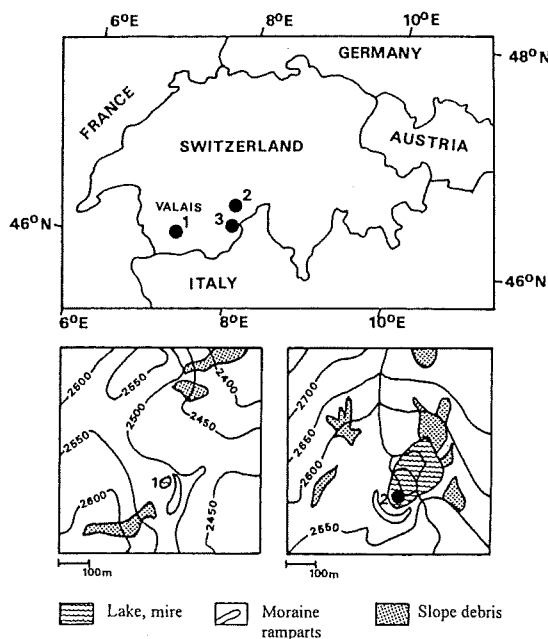 6°E 8°E 10°E
GERMANY
48°N
FRANCE
AUSTRIA
SWITZERLAND
VALAIS
1
2
3
46°N
ITALY
46°N
6°E 8°E 10°E
2600
2550
2500
2400
2450
2550
2600
1
2450
100m
2700
2650
2600
2
2550
100m
Lake, mire
Moraine
ramparts
Slope debris